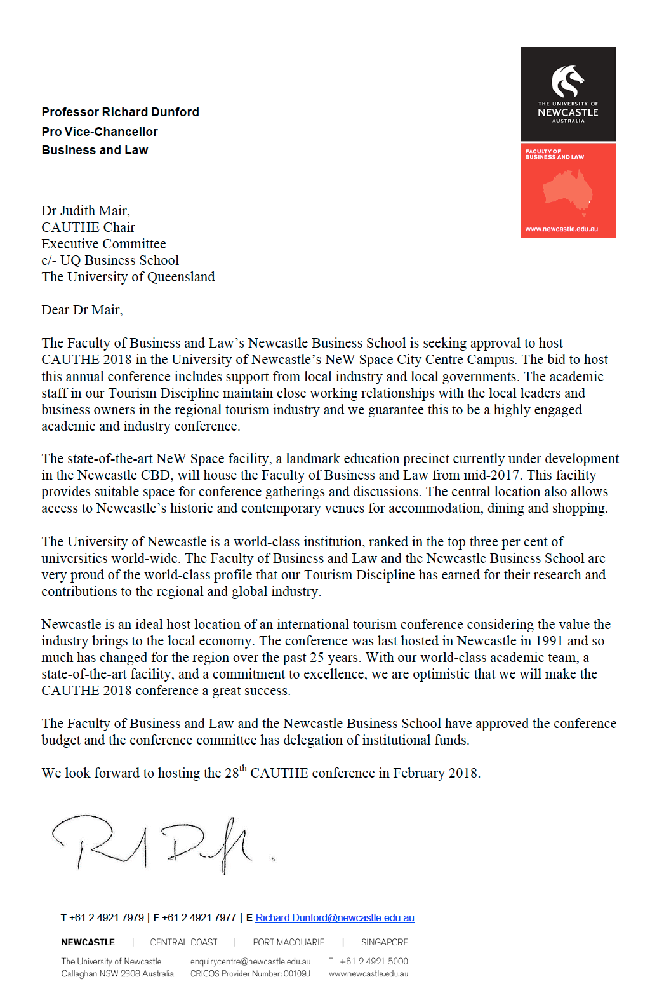 THE UNIVERSITY OF
NEWCASTLE
AUSTRALIA
FACULTY OF
BUSINESS AND LAW
www.newcastle.edu.au
Professor Richard Dunford
Pro Vice-Chancellor
Business and Law
Dr Judith Mair,
CAUTHE Chair
Executive Committee
c/- UQ Business School
The University of Queensland
Dear Dr Mair,
The Faculty of Business and Law’s Newcastle Business School is seeking approval to host
CAUTHE 2018 in the University of Newcastle’s NeW Space City Centre Campus. The bid to host
this annual conference includes support from local industry and local governments. The academic
staff in our Tourism Discipline maintain close working relationships with the local leaders and
business owners in the regional tourism industry and we guarantee this to be a highly engaged
academic and industry conference.
The state-of-the-art NeW Space facility, a landmark education precinct currently under development
in the Newcastle CBD, will house the Faculty of Business and Law from mid-2017. This facility
provides suitable space for conference gatherings and discussions. The central location also allows
access to Newcastle’s historic and contemporary venues for accommodation, dining and shopping.
The University of Newcastle is a world-class institution, ranked in the top three per cent of
universities world-wide. The Faculty of Business and Law and the Newcastle Business School are
very proud of the world-class profile that our Tourism Discipline has earned for their research and
contributions to the regional and global industry.
Newcastle is an ideal host location of an international tourism conference considering the value the
industry brings to the local economy. The conference was last hosted in Newcastle in 1991 and so
much has changed for the region over the past 25 years. With our world-class academic team, a
state-of-the-art facility, and a commitment to excellence, we are optimistic that we will make the
CAUTHE 2018 conference a great success.
The Faculty of Business and Law and the Newcastle Business School have approved the conference
budget and the conference committee has delegation of institutional funds.
We look forward to hosting the 28th CAUTHE conference in February 2018.
T +61 2 4921 7979 | F +61 2 4921 7977 | E Richard.Dunford@newcastle.edu.au
NEWCASTLE | CENTRAL COAST | PORT MACQUARIE | SINGAPORE
The University of Newcastle enquirycentre@newcastle.edu.au T +61 2 4921 5000
Callaghan NSW 2308 Australia CRICOS Provider Number: 00109J www.newcastle.edu.au